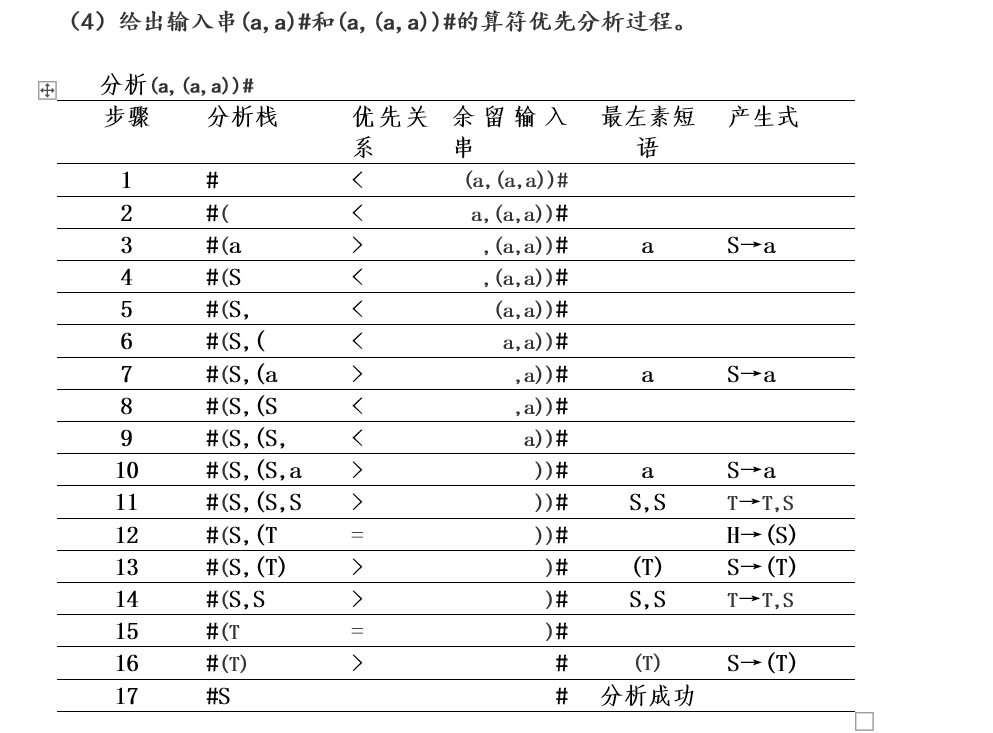 (4) 给出输入串(a,a)#和(a,(a,a))#的算符优先分析过程。
分析(a,(a,a))#
步骤 分析栈 优先关系 余留输入串 最左素短语 产生式
1 # < (a,(a,a))#
2 #( < a,(a,a))#
3 #(a > ,(a,a))# a S→a
4 #(S < ,(a,a))#
5 #(S, < (a,a))#
6 #(S,( < a,a))#
7 #(S,(a > ,a))# a S→a
8 #(S,(S < ,a))#
9 #(S,(S, < a))#
10 #(S,(S,a > ))# a S→a
11 #(S,(S,S > ))# S,S T→T,S
12 #(S,(T = ))# H→(S)
13 #(S,(T) > )# (T) S→(T)
14 #(S,S > )# S,S T→T,S
15 #(T = )#
16 #(T) > # (T) S→(T)
17 #S # 分析成功